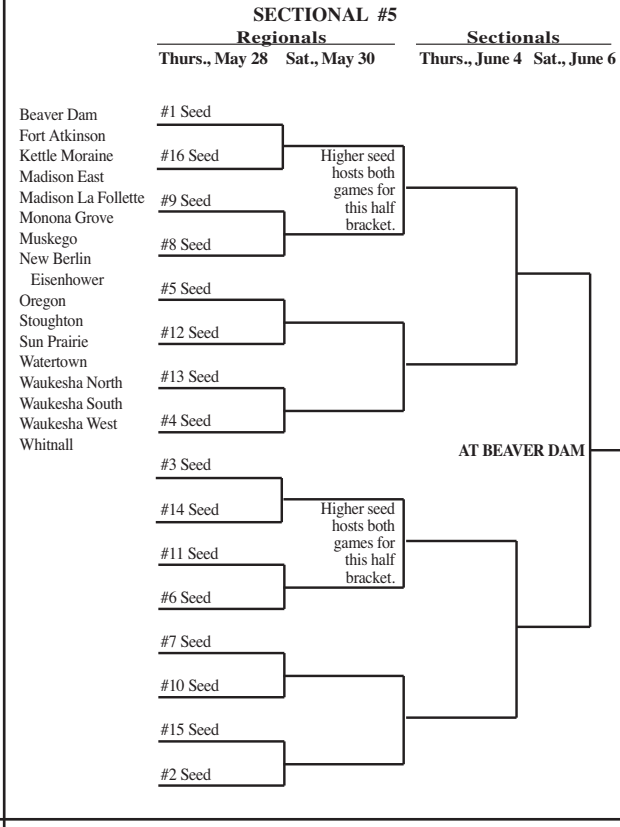 SECTIONAL #5
Regionals
Sectionals
Thurs., May 28 Sat., May 30
Thurs., June 4 Sat., June 6
Beaver Dam
Fort Atkinson
Kettle Moraine
Madison East
Madison La Follette
Monona Grove
Muskego
New Berlin
Eisenhower
Oregon
Stoughton
Sun Prairie
Watertown
Waukesha North
Waukesha South
Waukesha West
Whitnall
#1 Seed
#16 Seed
#9 Seed
#8 Seed
#5 Seed
#12 Seed
#13 Seed
#4 Seed
#3 Seed
#14 Seed
#11 Seed
#6 Seed
#7 Seed
#10 Seed
#15 Seed
#2 Seed
Higher seed
hosts both
games for
this half
bracket.
Higher seed
hosts both
games for
this half
bracket.
AT BEAVER DAM